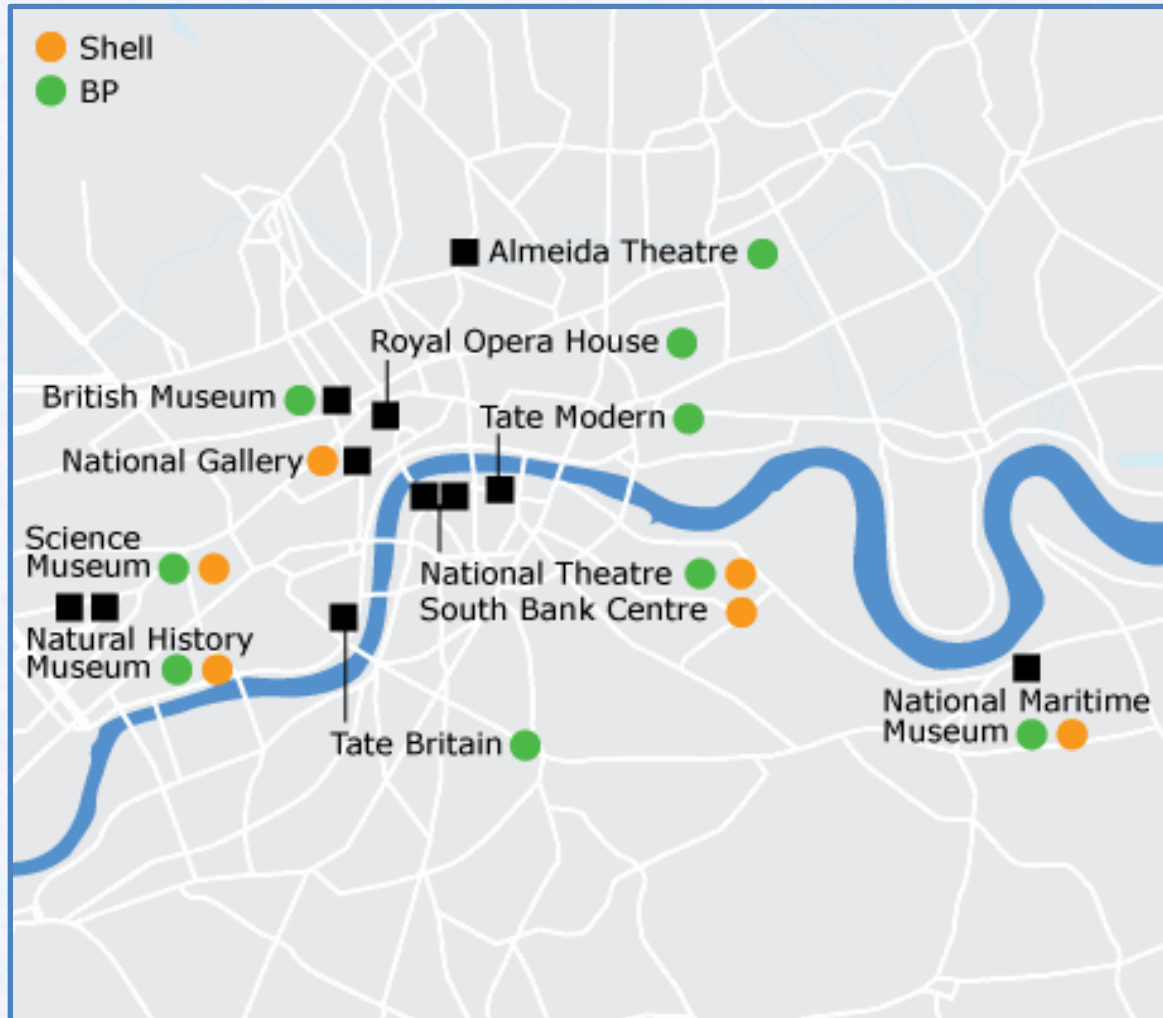 Shell
BP
Almeida Theatre
Royal Opera House
British Museum
Tate Modern
National Gallery
Science
Museum
National Theatre
South Bank Centre
Natural History
Museum
National Maritime
Museum
Tate Britain